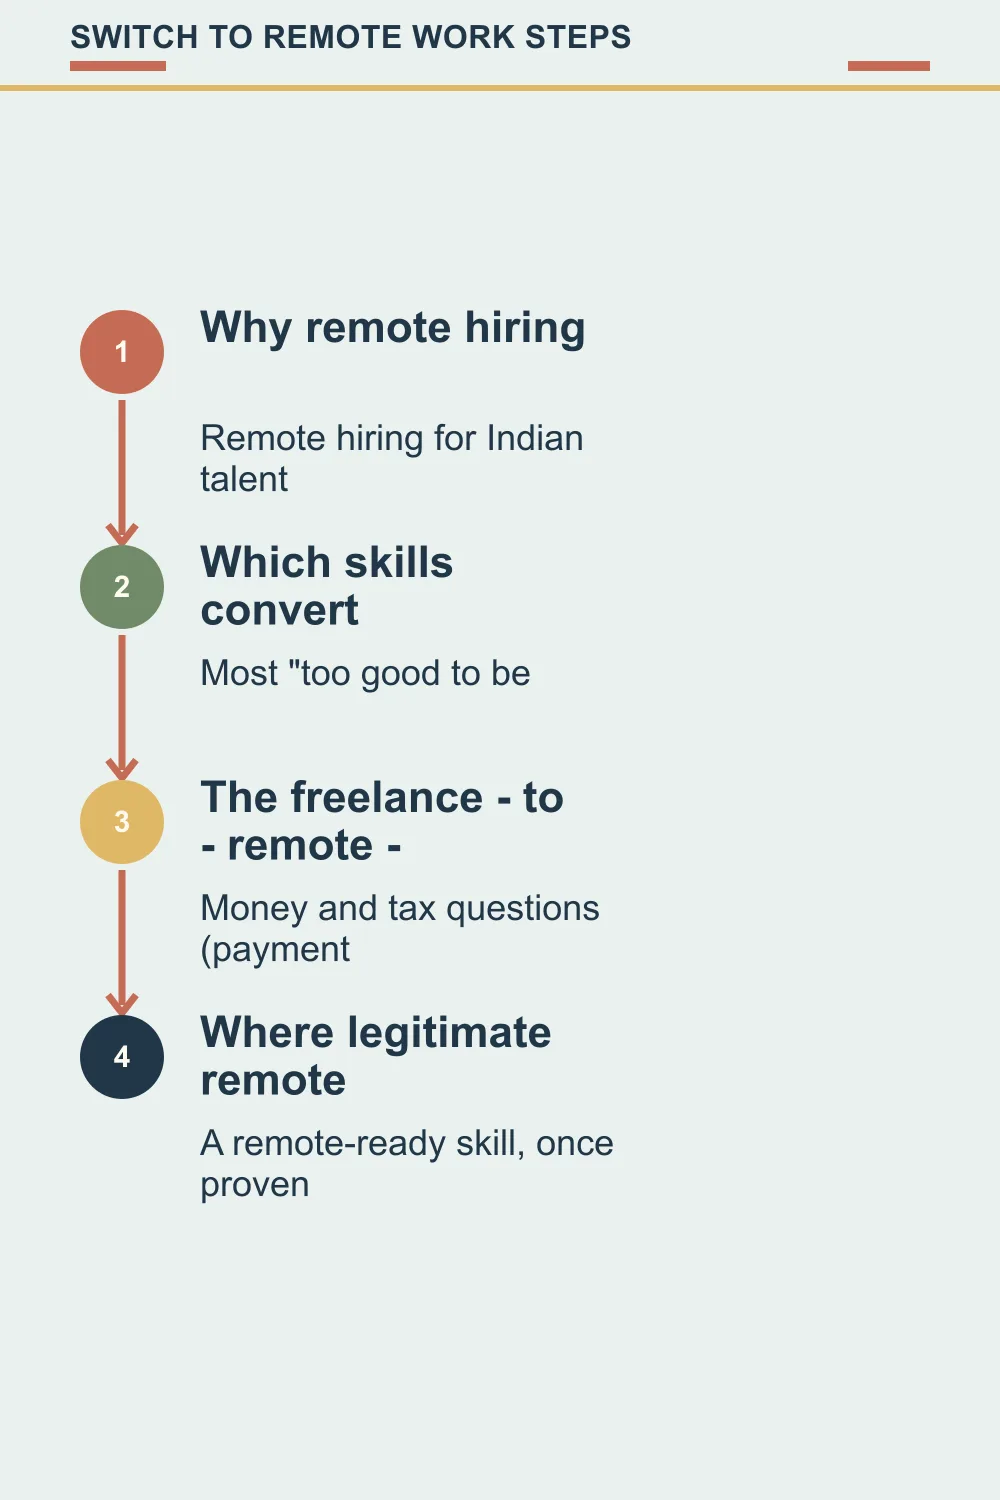 SWITCH TO REMOTE WORK STEPS
1
Why remote hiring
Remote hiring for Indian
talent
2
Which skills
convert
Most "too good to be
3
The freelance - to
- remote -
Money and tax questions
(payment
4
Where legitimate
remote
A remote-ready skill, once
proven